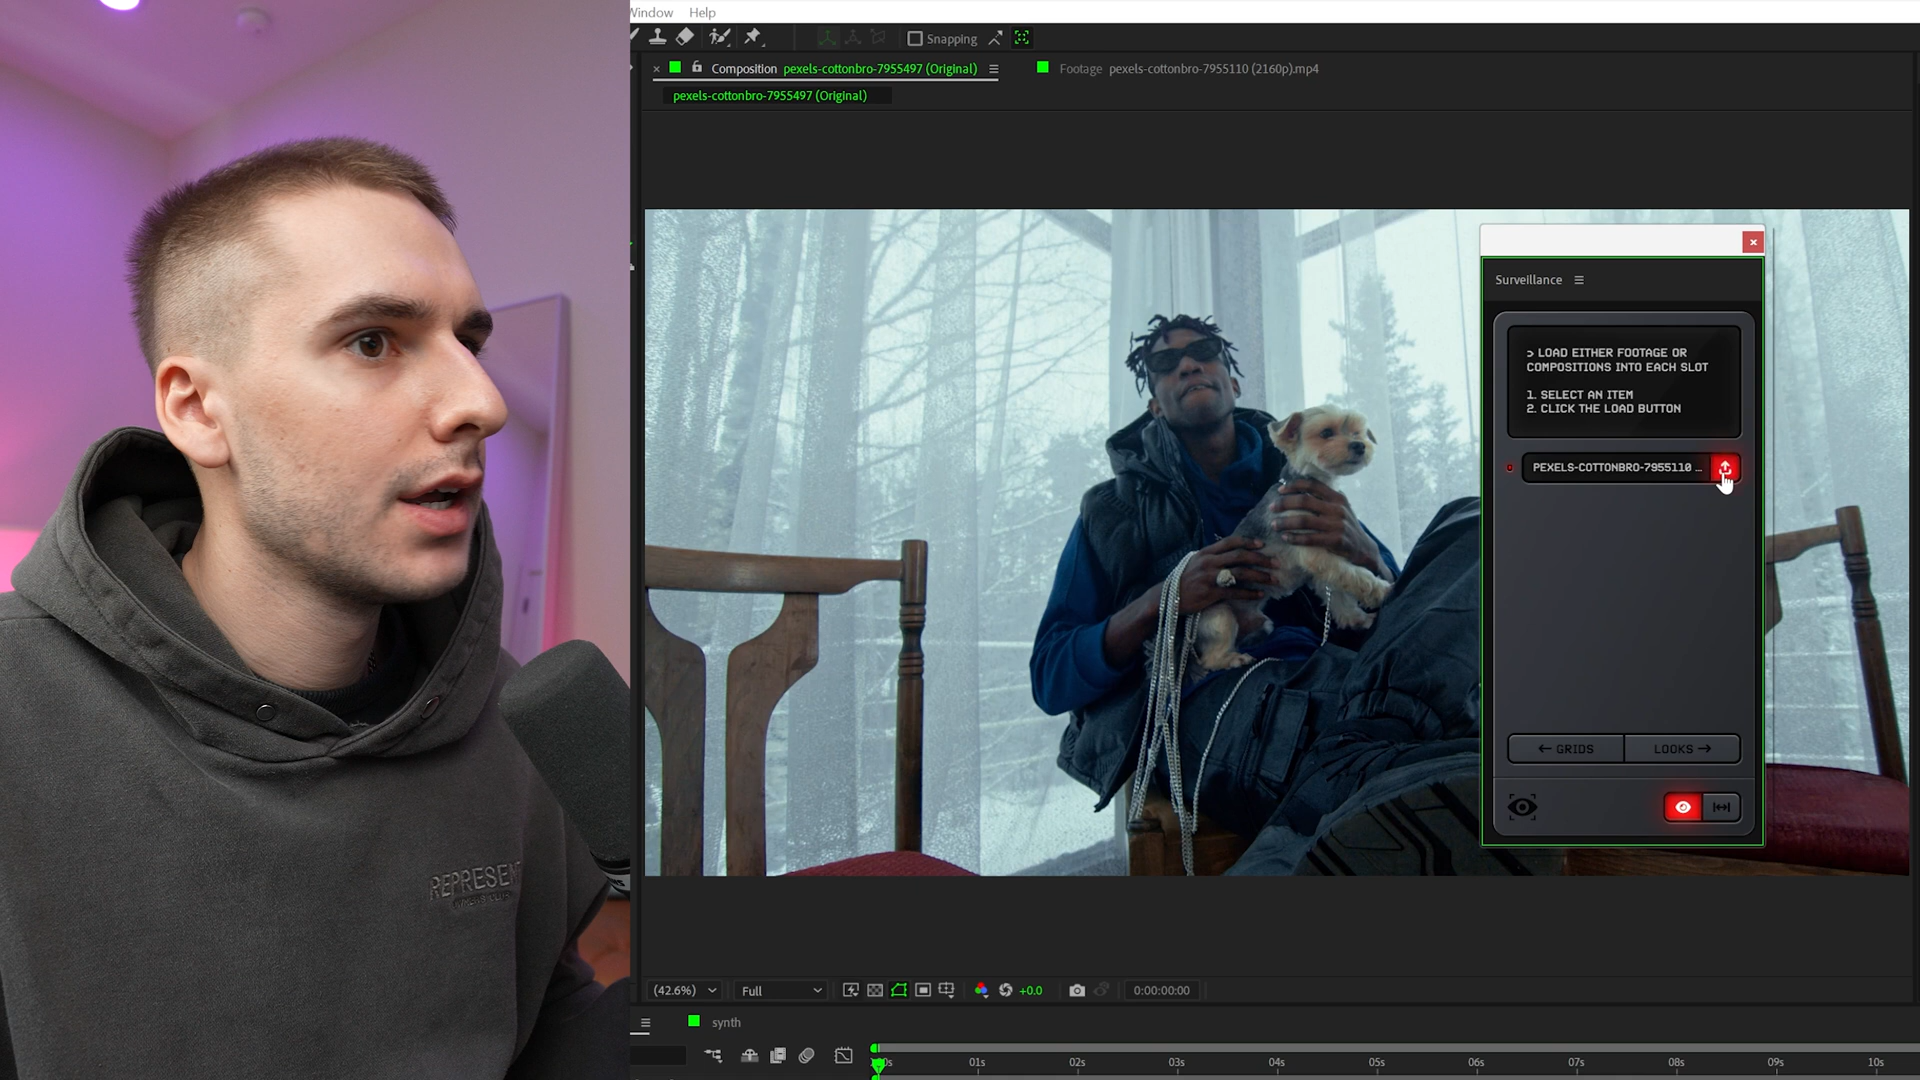 Window Help
Snapping
Composition pexels-cottonbro-7955497 (Original)
Footage pexels-cottonbro-7955110 (2160p).mp4
pexels-cottonbro-7955497 (Original)
Surveillance
> LOAD EITHER FOOTAGE OR
COMPOSITIONS INTO EACH SLOT
1. SELECT AN ITEM
2. CLICK THE LOAD BUTTON
PEXELS-COTTONBRO-7955110 ...
← GRIDS
LOOKS →
REPRESENT
(42.6%)
Full
+0.0
0:00:00:00
synth
01s
02s
03s
04s
05s
06s
07s
08s
09s
10s